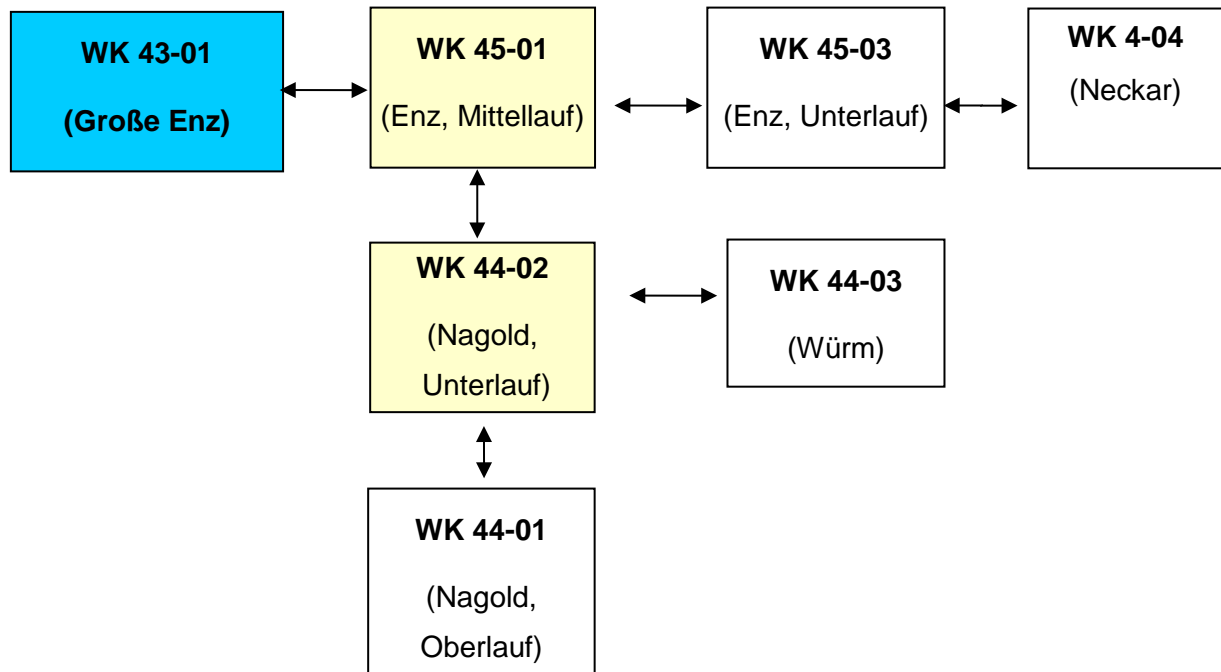 WK 43-01
(Große Enz)
WK 45-01
(Enz, Mittellauf)
WK 45-03
(Enz, Unterlauf)
WK 4-04
(Neckar)
WK 44-02
(Nagold,
Unterlauf)
WK 44-03
(Würm)
WK 44-01
(Nagold,
Oberlauf)